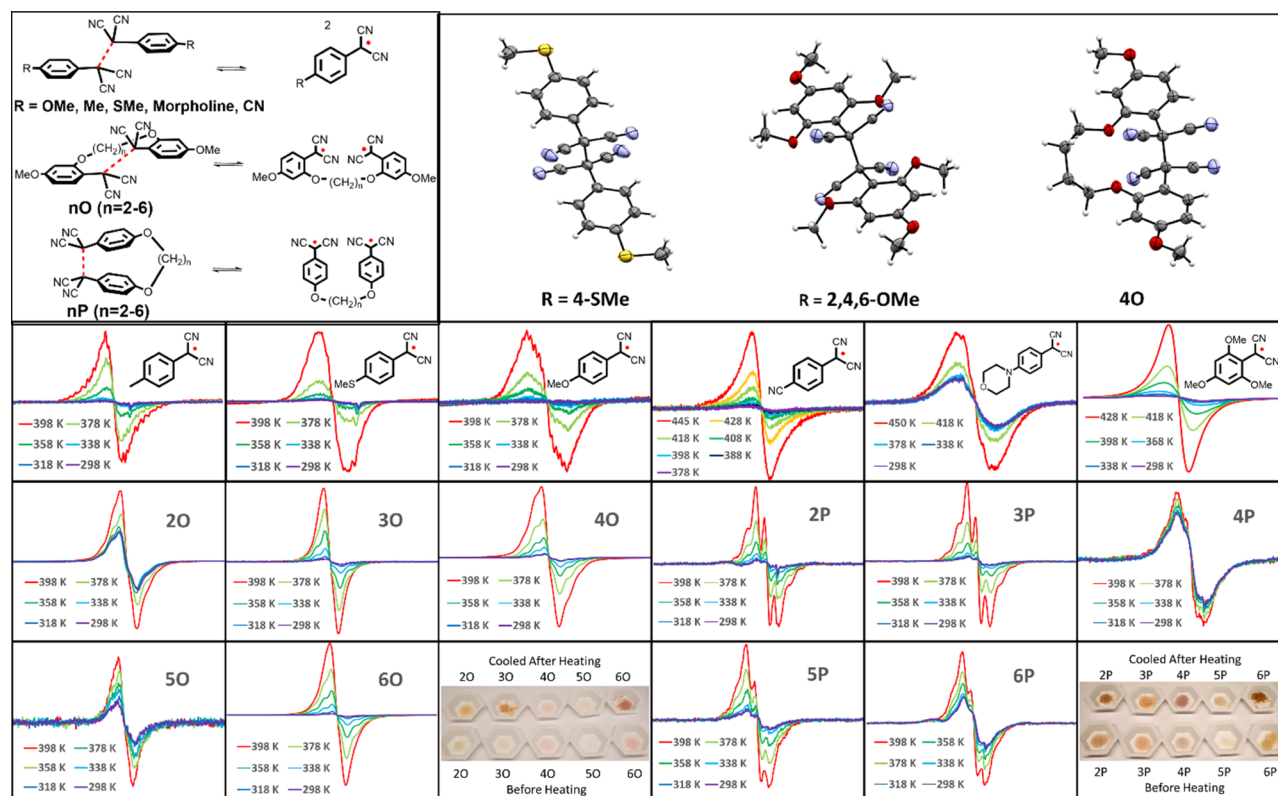 CN
NC
R
R
CN
NC
2
CN
CN
R
R = OMe, Me, SMe, Morpholine, CN
NC CN
O
(CH2)n
O
MeO
OMe
CN
NC
nO (n=2-6)
NC CN
NC CN
MeO
O
(CH2)n
O
OMe
NC
NC
O
(CH2)n
NC
NC
O
nP (n=2-6)
NC CN
NC CN
O
(CH2)n
O
R = 4-SMe
R = 2,4,6-OMe
4O
CN
CN
398 K 378 K
358 K 338 K
318 K 298 K
CN
CN
MeS
398 K 378 K
358 K 338 K
318 K 298 K
CN
CN
MeO
398 K 378 K
358 K 338 K
318 K 298 K
CN
CN
NC
445 K 428 K
418 K 408 K
398 K 388 K
378 K
CN
CN
N
O
450 K 418 K
378 K 338 K
298 K
OMe CN
CN
MeO OMe
428 K 418 K
398 K 368 K
338 K 298 K
2O
398 K 378 K
358 K 338 K
318 K 298 K
3O
398 K 378 K
358 K 338 K
318 K 298 K
4O
398 K 378 K
358 K 338 K
318 K 298 K
2P
398 K 378 K
358 K 338 K
318 K 298 K
3P
398 K 378 K
358 K 338 K
318 K 298 K
4P
398 K 378 K
358 K 338 K
318 K 298 K
5O
398 K 378 K
358 K 338 K
318 K 298 K
6O
398 K 378 K
358 K 338 K
318 K 298 K
Cooled After Heating
2O 3O 4O 5O 6O
2O 3O 4O 5O 6O
Before Heating
5P
398 K 358 K
378 K 338 K
318 K 298 K
6P
398 K 358 K
378 K 338 K
318 K 298 K
Cooled After Heating
2P 3P 4P 5P 6P
2P 3P 4P 5P 6P
Before Heating